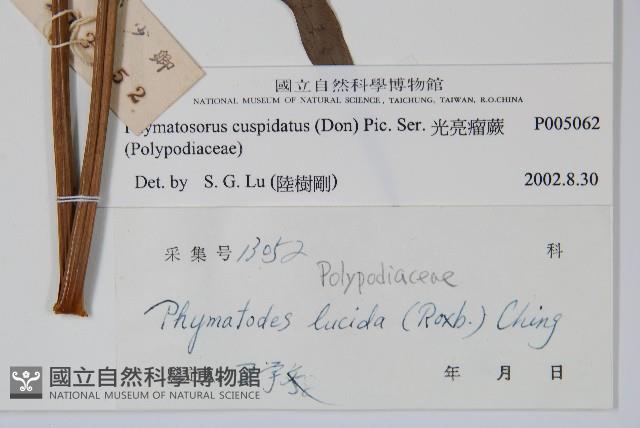 鄉
52
國立自然科學博物館
NATIONAL MUSEUM OF NATURAL SCIENCE, TAICHUNG, TAIWAN, R.O.CHINA
Phymatosorus cuspidatus (Don) Pic. Ser. 光亮瘤蕨 P005062
(Polypodiaceae)
Det. by S. G. Lu (陸樹剛) 2002.8.30
采集号 13052 科
Polypodiaceae
Phymatodes lucida (Roxb.) Ching
年 月 日
國立自然科學博物館
NATIONAL MUSEUM OF NATURAL SCIENCE